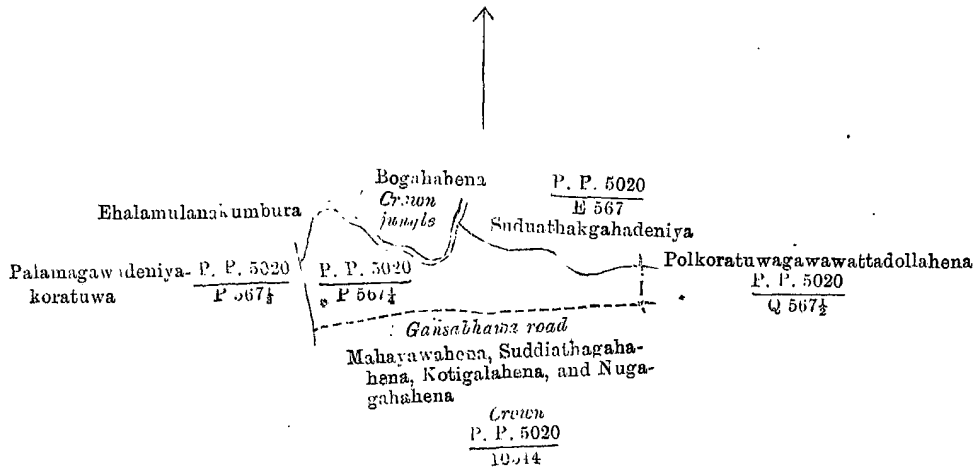 Bogahahena
Crown
jungle
P. P. 5020
E 567
Ehalamulanakumbura
Suduathakgahadeniya
Palamagawadeniya-
koratuwa
P. P. 5020
P 567⅓
P. P. 5020
P 567¼
Polkoratuwagawawattadollahena
P. P. 5020
Q 567½
Gansabhawa road
Mahayawahena, Suddiathagaha-
hena, Kotigalahena, and Nuga-
gahahena
Crown
P. P. 5020